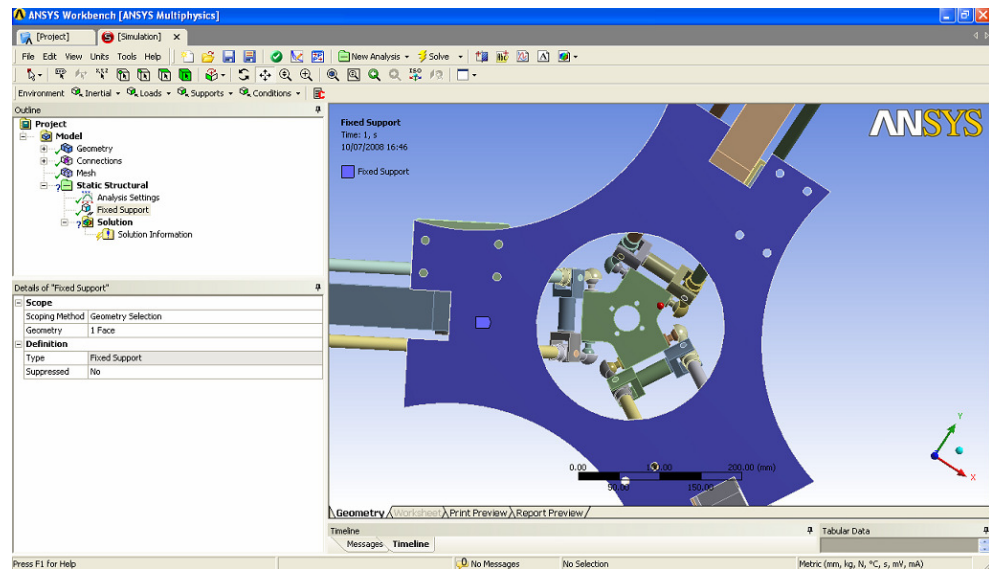 ANSYS Workbench [ANSYS Multiphysics]
[Project] [Simulation] ×
File Edit View Units Tools Help New Analysis Solve
Environment Inertial Loads Supports Conditions
Outline
Project
Model
Geometry
Connections
Mesh
Static Structural
Analysis Settings
Fixed Support
Solution
Solution Information
Details of "Fixed Support"
Scope
Scoping Method Geometry Selection
Geometry 1 Face
Definition
Type Fixed Support
Suppressed No
Fixed Support
Time: 1, s
10/07/2008 16:46
Fixed Support
ANSYS
Y
X
0.00 100.00 200.00 (mm)
50.00 150.00
Geometry Worksheet Print Preview Report Preview
Timeline
Messages Timeline
Tabular Data
Press F1 for Help No Messages No Selection Metric (mm, kg, N, °C, s, mV, mA)